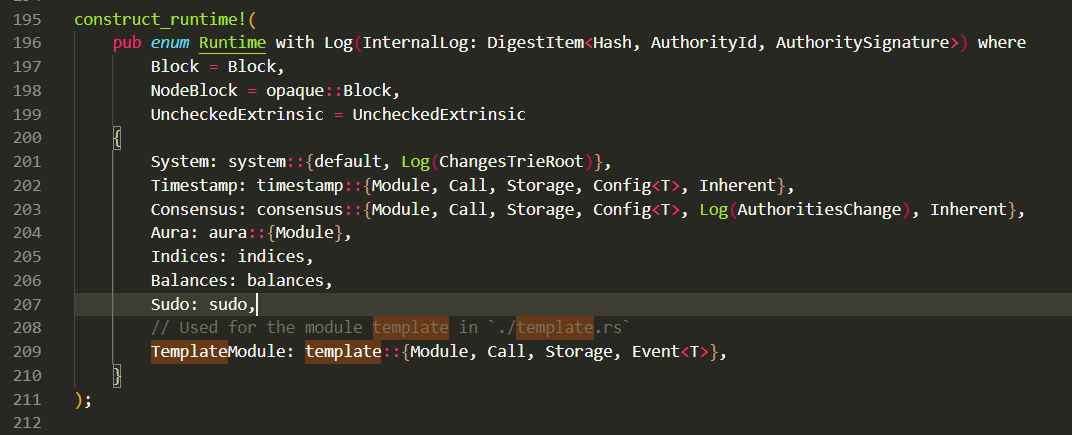 195 construct_runtime!(
196     pub enum Runtime with Log(InternalLog: DigestItem<Hash, AuthorityId, AuthoritySignature>) where
197         Block = Block,
198         NodeBlock = opaque::Block,
199         UncheckedExtrinsic = UncheckedExtrinsic
200     {
201         System: system::{default, Log(ChangesTrieRoot)},
202         Timestamp: timestamp::{Module, Call, Storage, Config<T>, Inherent},
203         Consensus: consensus::{Module, Call, Storage, Config<T>, Log(AuthoritiesChange), Inherent},
204         Aura: aura::{Module},
205         Indices: indices,
206         Balances: balances,
207         Sudo: sudo,
208         // Used for the module template in `./template.rs`
209         TemplateModule: template::{Module, Call, Storage, Event<T>},
210     }
211 );
212